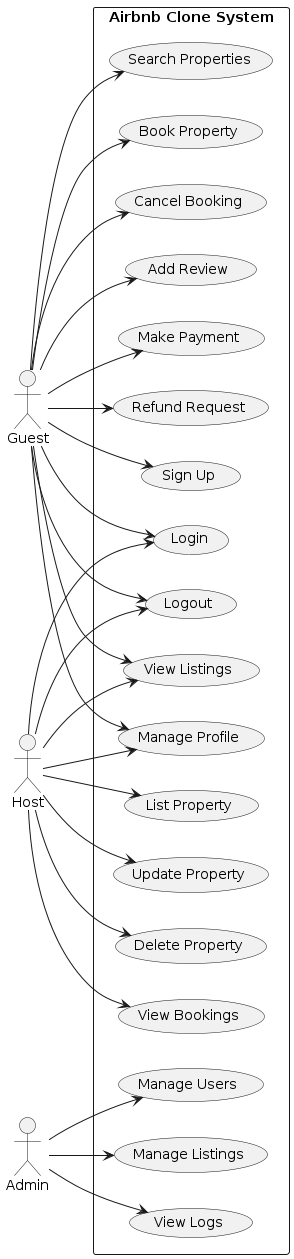 Airbnb Clone System
Search Properties
Book Property
Cancel Booking
Add Review
Make Payment
Refund Request
Guest
Sign Up
Login
Logout
View Listings
Manage Profile
Host
List Property
Update Property
Delete Property
View Bookings
Manage Users
Manage Listings
Admin
View Logs